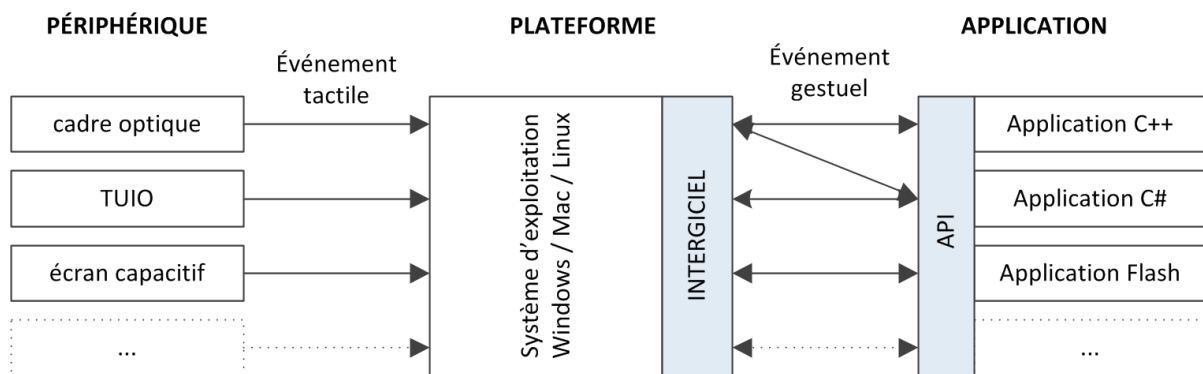 PÉRIPHÉRIQUE
PLATEFORME
APPLICATION
Événement
tactile
Événement
gestuel
cadre optique
TUIO
écran capacitif
...
Système d'exploitation
Windows / Mac / Linux
INTERGICIEL
API
Application C++
Application C#
Application Flash
...